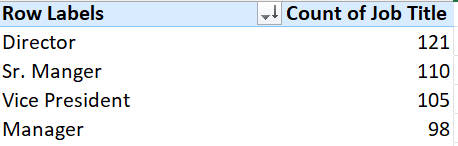 Row Labels Count of Job Title
Director 121
Sr. Manger 110
Vice President 105
Manager 98